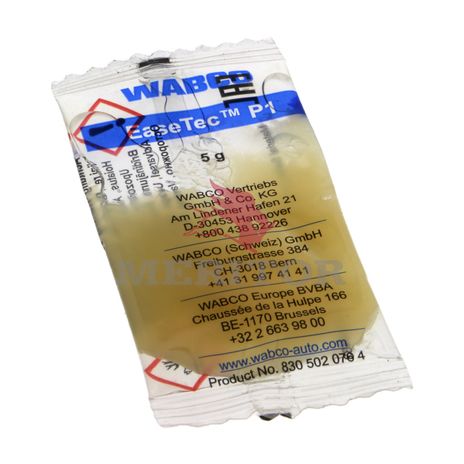 WABCO
EaseTec™ P1
5 g
WABCO Vertriebs
GmbH & Co. KG
Am Lindener Hafen 21
D-30453 Hannover
+800 438 92226
WABCO (Schweiz) GmbH
Freiburgstrasse 384
CH-3018 Bern
+41 31 997 41 41
MERITOR
WABCO Europe BVBA
Chaussée de la Hulpe 166
BE-1170 Brussels
+32 2 663 98 00
www.wabco-auto.com
Product No. 830 502 079 4